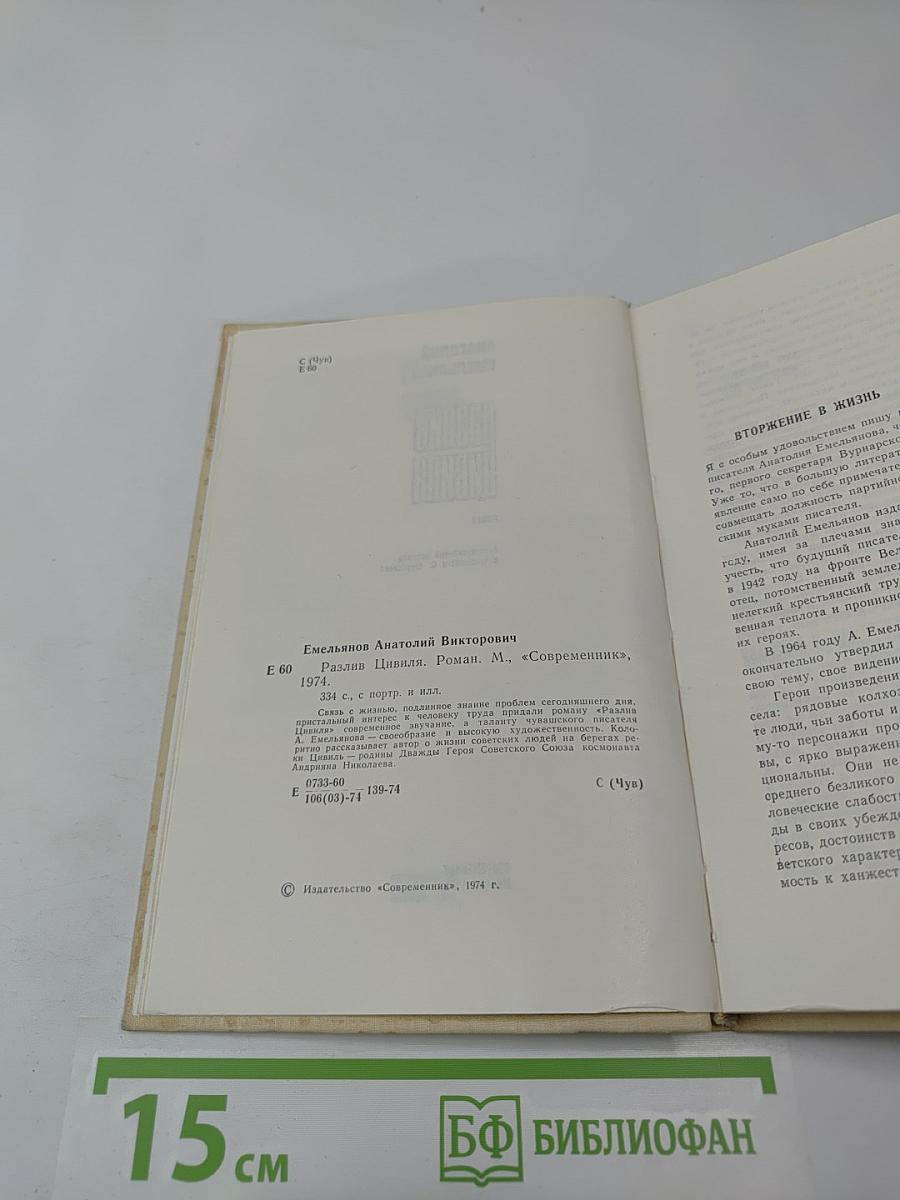 С (Чув)
Е 60
Емельянов Анатолий Викторович
Е 60 Разлив Цивиля. Роман. М., «Современник»,
1974.
334 с., с портр. и илл.
Связь с жизнью, подлинное знание проблем сегодняшнего дня,
пристальный интерес к человеку труда придали роману «Разлив
Цивиля» современное звучание, а таланту чувашского писателя
А. Емельянова — своеобразие и высокую художественность. Коло-
ритно рассказывает автор о жизни советских людей на берегах ре-
ки Цивиль — родины Дважды Героя Советского Союза космонавта
Андрияна Николаева.
Е 0733-60
106(03)-74 139-74 С (Чув)
© Издательство «Современник», 1974 г.
ВТОРЖЕНИЕ В ЖИЗНЬ
Я с особым удовольствием пишу
писателя Анатолия Емельянова,
го, первого секретаря Вурнарско
Уже то, что в большую литерат
явление само по себе примечате
совмещать должность партийн
скими муками писателя.
Анатолий Емельянов изда
году, имея за плечами зна
учесть, что будущий писател
в 1942 году на фронте Вел
отец, потомственный землед
нелегкий крестьянский тру
венная теплота и проникно
их героях.
В 1964 году А. Емел
окончательно утвердил
свою тему, свое видени
Герои произведени
села: рядовые колхоз
те люди, чьи заботы и
му-то персонажи про
вы, с ярко выражен
циональны. Они не
среднего безликого
ловеческие слабост
ды в своих убежд
ресов, достоинств
ветского характер
мость к ханжест
15 см
БФ БИБЛИОФАН